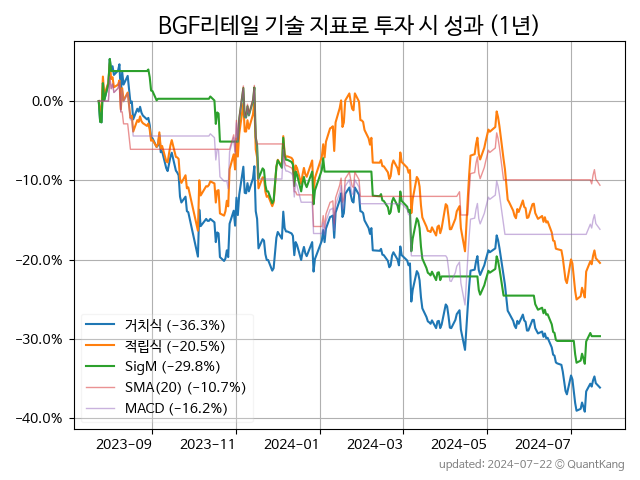 BGF리테일 기술 지표로 투자 시 성과 (1년)
0.0%
−10.0%
−20.0%
−30.0%
−40.0%
거치식 (−36.3%)
적립식 (−20.5%)
SigM (−29.8%)
SMA(20) (−10.7%)
MACD (−16.2%)
2023−09 2023−11 2024−01 2024−03 2024−05 2024−07
updated: 2024-07-22 © QuantKang